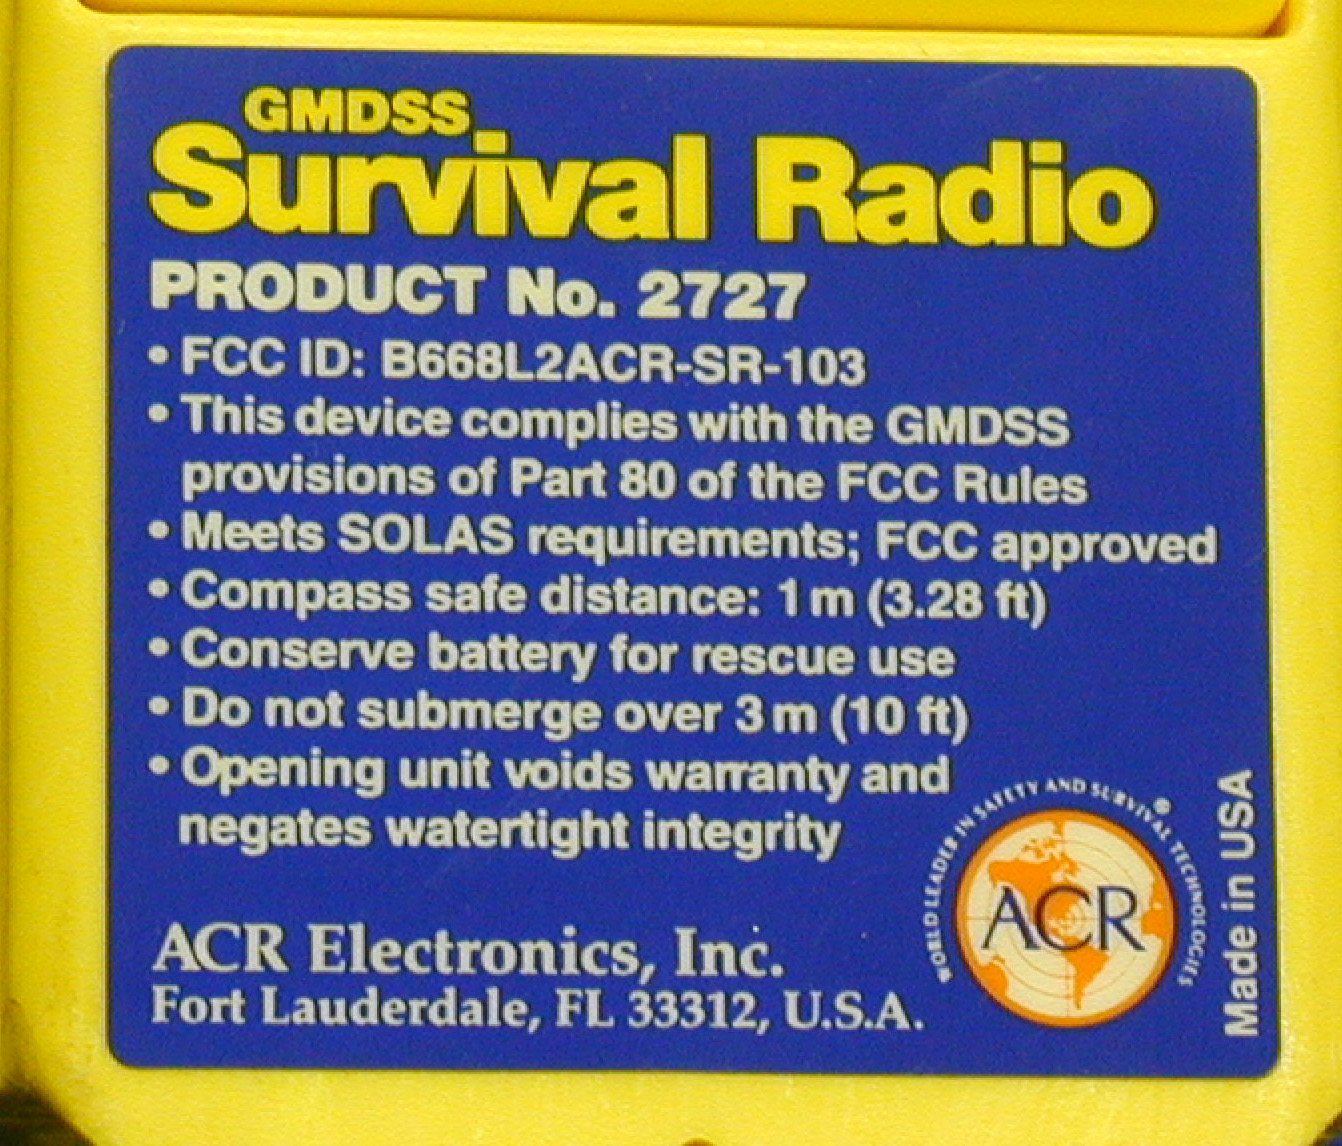 GMDSS
Survival Radio
PRODUCT No. 2727
• FCC ID: B668L2ACR-SR-103
• This device complies with the GMDSS
provisions of Part 80 of the FCC Rules
• Meets SOLAS requirements; FCC approved
• Compass safe distance: 1 m (3.28 ft)
• Conserve battery for rescue use
• Do not submerge over 3 m (10 ft)
• Opening unit voids warranty and
negates watertight integrity
ACR Electronics, Inc.
Fort Lauderdale, FL 33312, U.S.A.
WORLD LEADER IN SAFETY AND SURVIVAL TECHNOLOGIES ®
ACR
Made in USA